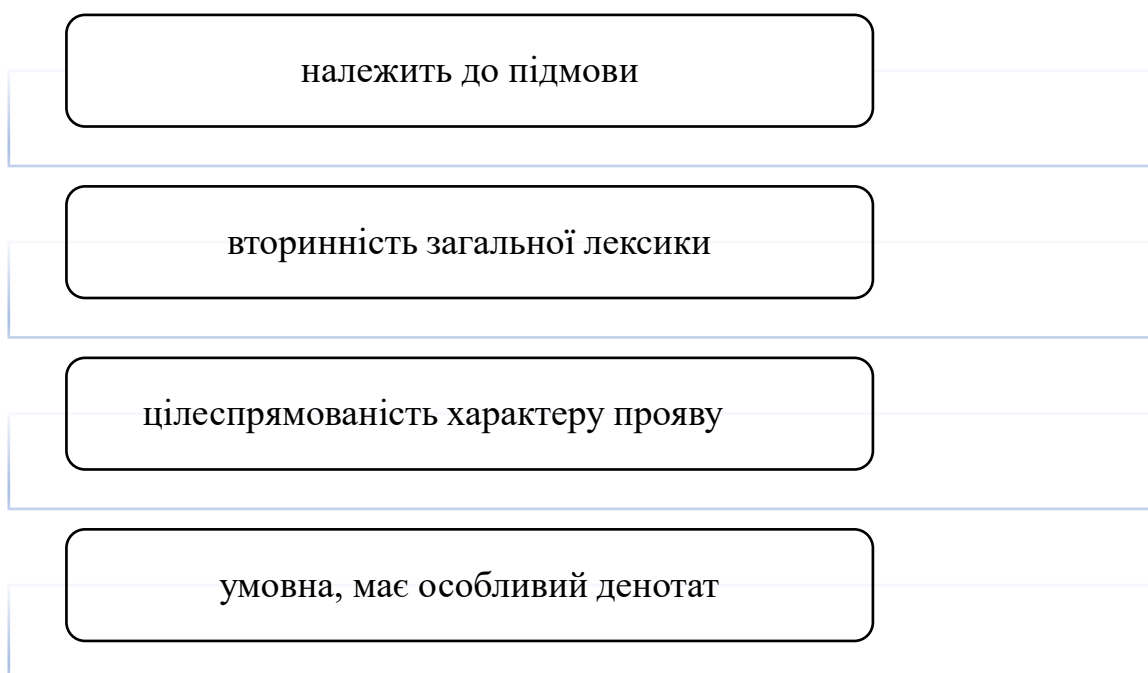 належить до підмови
вторинність загальної лексики
цілеспрямованість характеру прояву
умовна, має особливий денотат